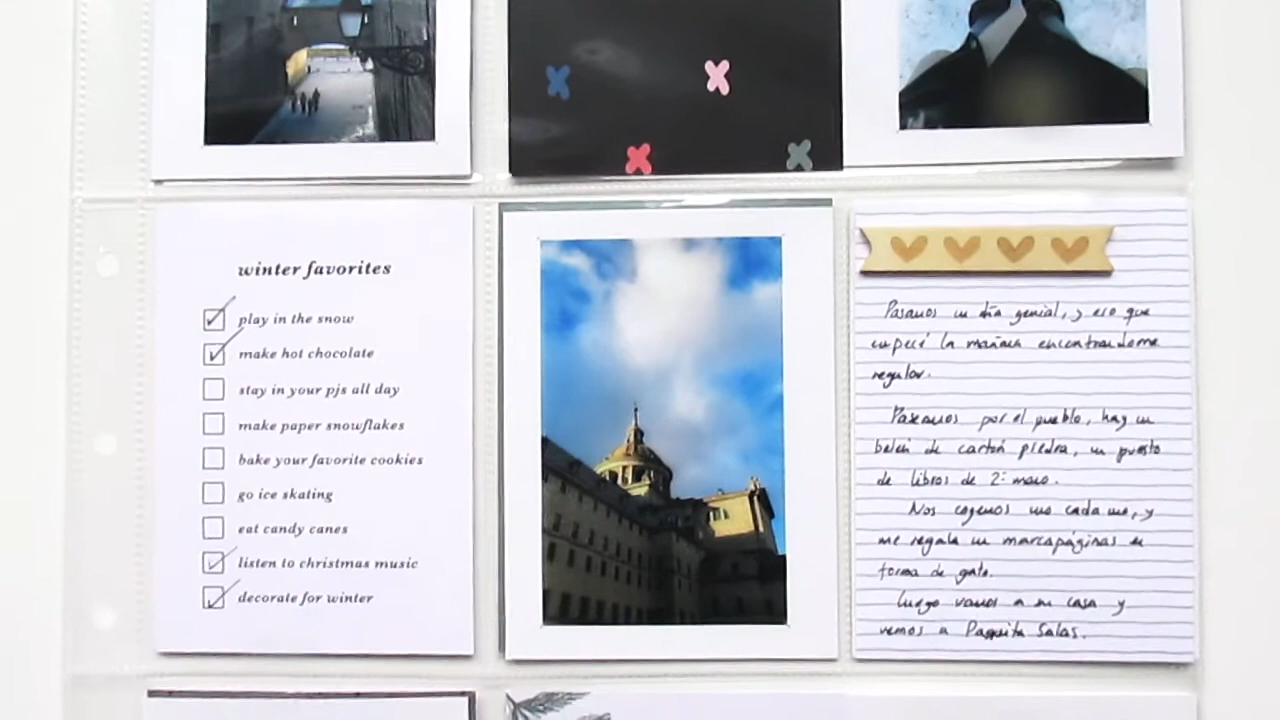 winter favorites
play in the snow
make hot chocolate
stay in your pjs all day
make paper snowflakes
bake your favorite cookies
go ice skating
eat candy canes
listen to christmas music
decorate for winter
Pasamos un día genial, y eso que
empecé la mañana encontrandome
regular.
Paseamos por el pueblo, hay un
belén de cartón piedra, un puesto
de libros de 2ª mano.
Nos cogemos uno cada uno, y
me regala un marcapáginas en
forma de gato.
Luego vamos a su casa y
vemos a Paquita Salas.